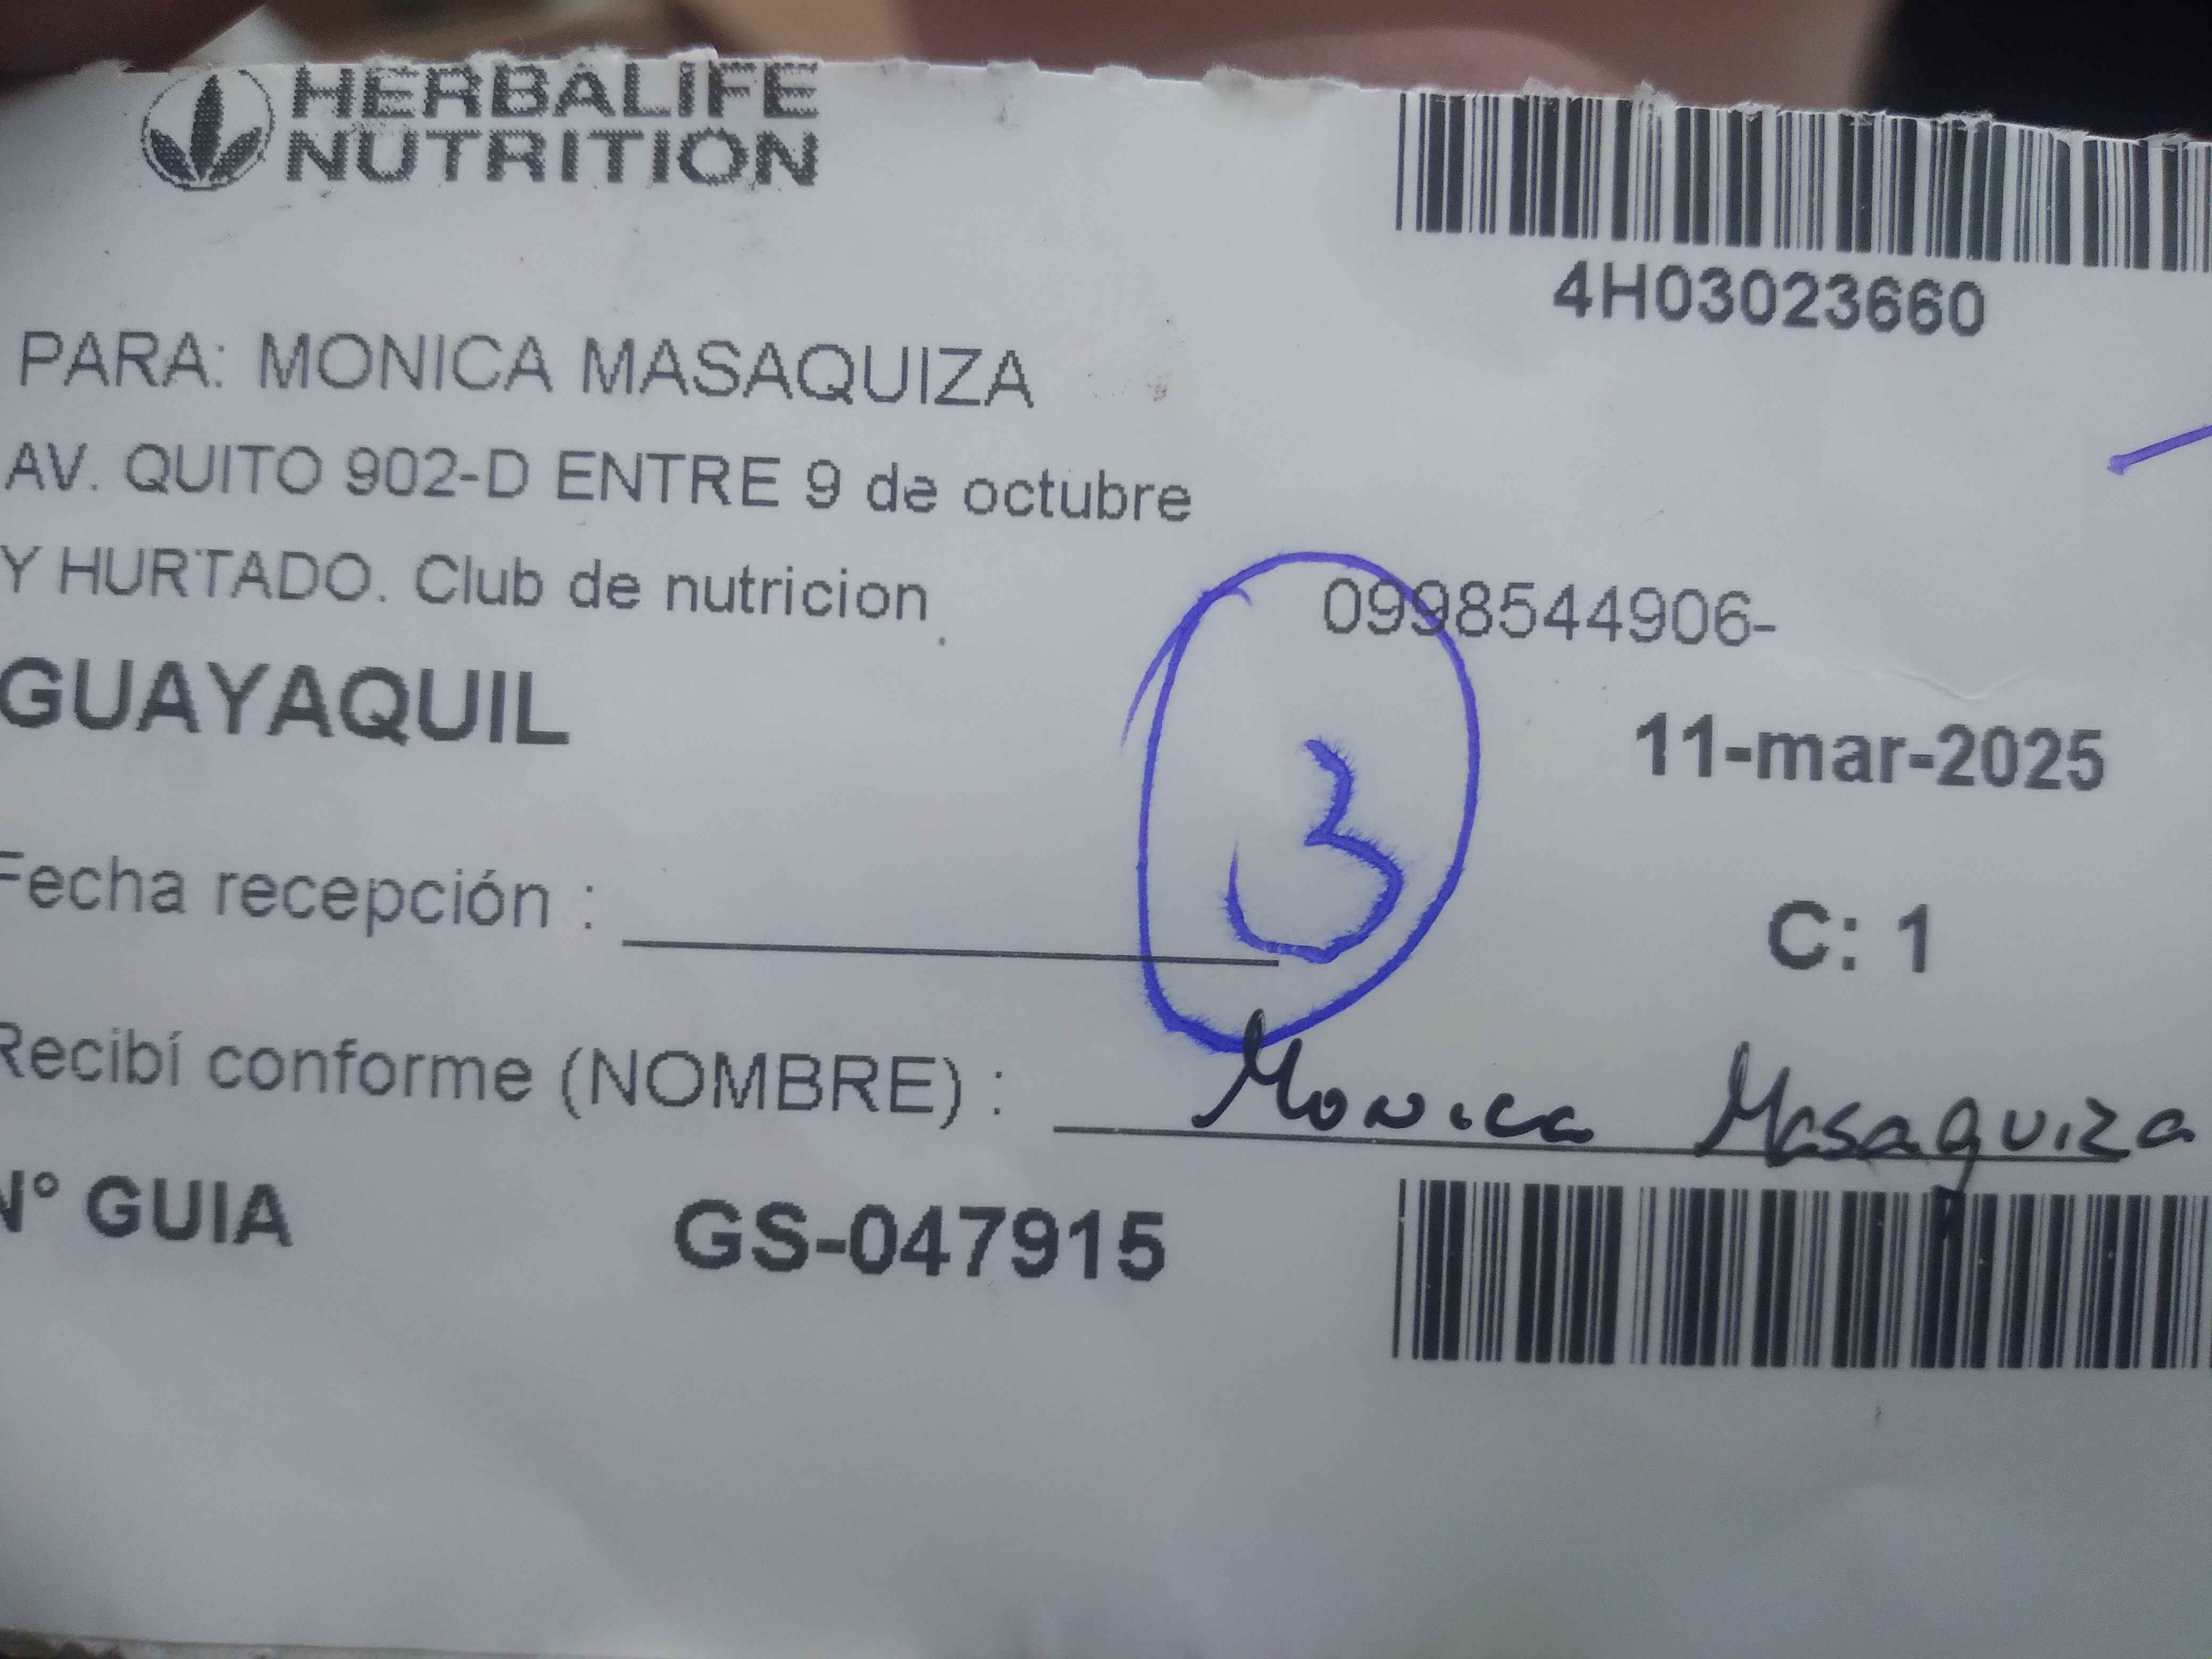 HERBALIFE
NUTRITION
4H03023660
PARA: MONICA MASAQUIZA
AV. QUITO 902-D ENTRE 9 de octubre
Y HURTADO. Club de nutricion
0998544906-
GUAYAQUIL
11-mar-2025
3
Fecha recepción :
C: 1
Recibí conforme (NOMBRE) : Monica Masaquiza
N° GUIA GS-047915